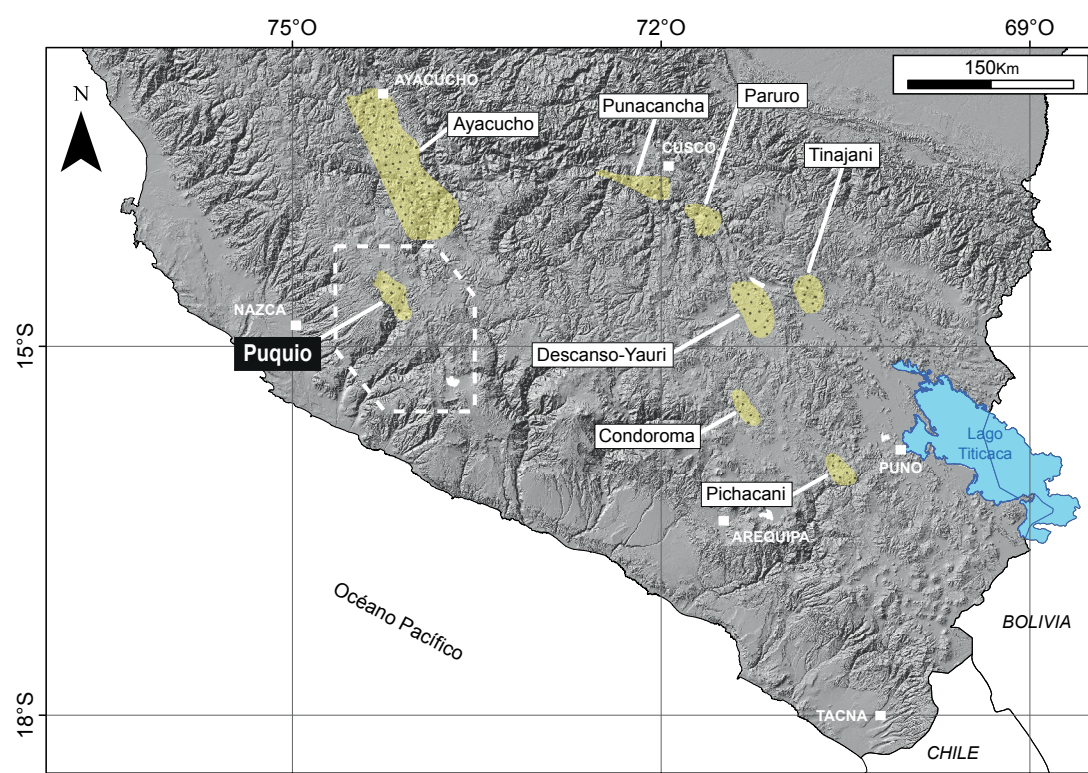 75°O
72°O
69°O
150Km
N
AYACUCHO
Ayacucho
Punacancha
Paruro
CUSCO
Tinajani
NAZCA
Puquio
15°S
Descanso-Yauri
Condoroma
Lago
Titicaca
PUNO
Pichacani
AREQUIPA
Océano Pacífico
BOLIVIA
18°S
TACNA
CHILE